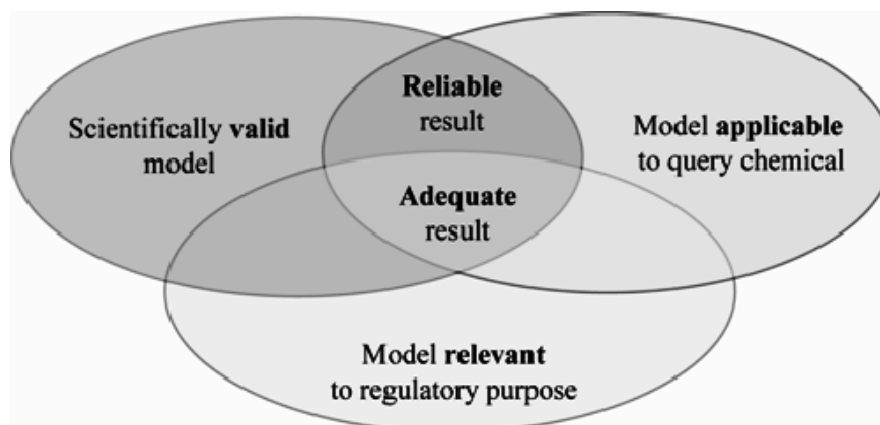 Reliable
result
Scientifically valid
model
Model applicable
to query chemical
Adequate
result
Model relevant
to regulatory purpose